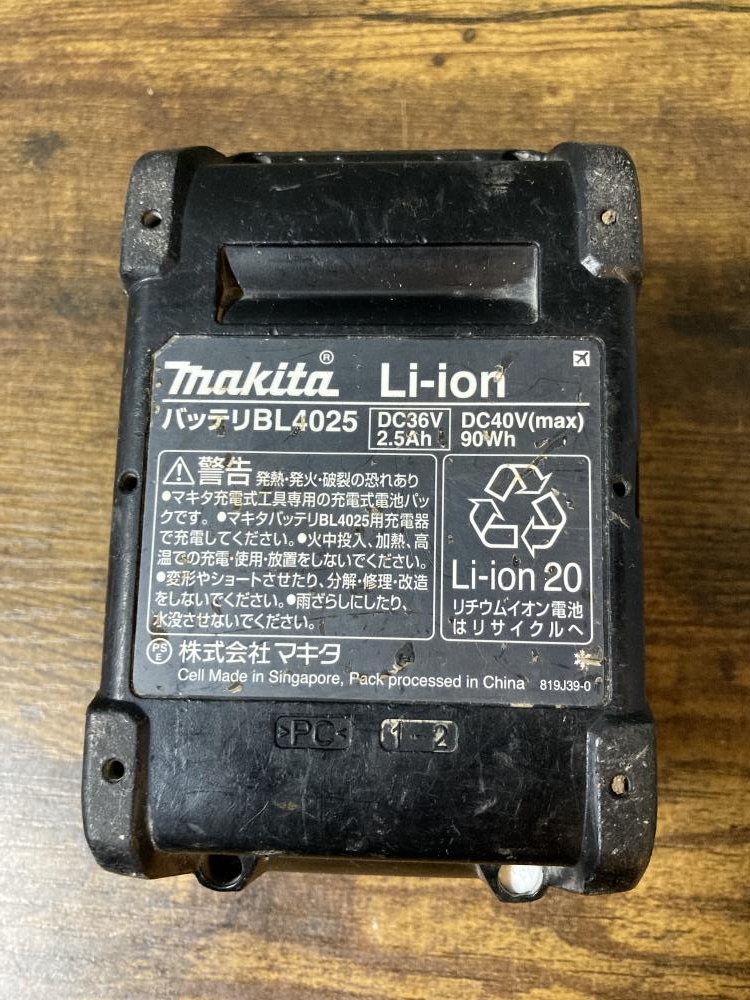 makita® Li-ion
バッテリBL4025 DC36V 2.5Ah DC40V(max) 90Wh
警告 発熱・発火・破裂の恐れあり
●マキタ充電式工具専用の充電式電池パッ
クです。●マキタバッテリBL4025用充電器
で充電してください。●火中投入、加熱、高
温での充電・使用・放置をしないでください。
●変形やショートさせたり、分解・修理・改造
をしないでください。●雨ざらしにしたり、
水没させないでください。
Li-ion 20
リチウムイオン電池
はリサイクルへ
PSE 株式会社マキタ
Cell Made in Singapore, Pack processed in China 819J39-0
>PC< 1-2